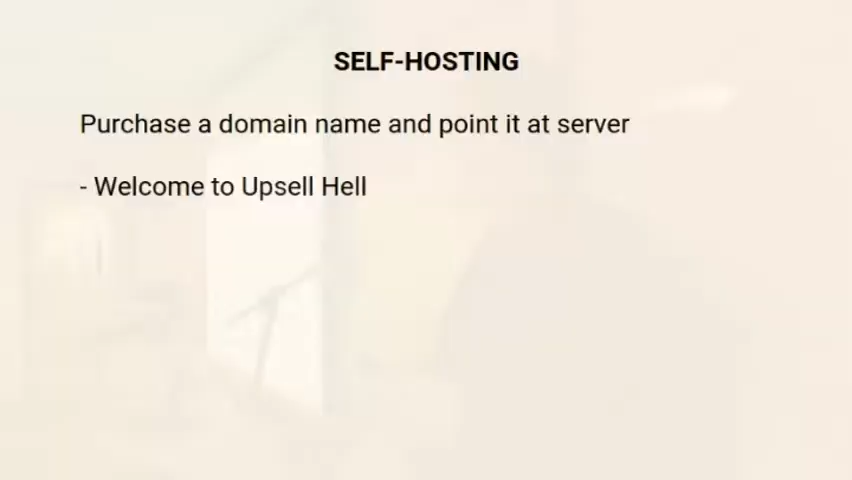 SELF-HOSTING
Purchase a domain name and point it at server
- Welcome to Upsell Hell